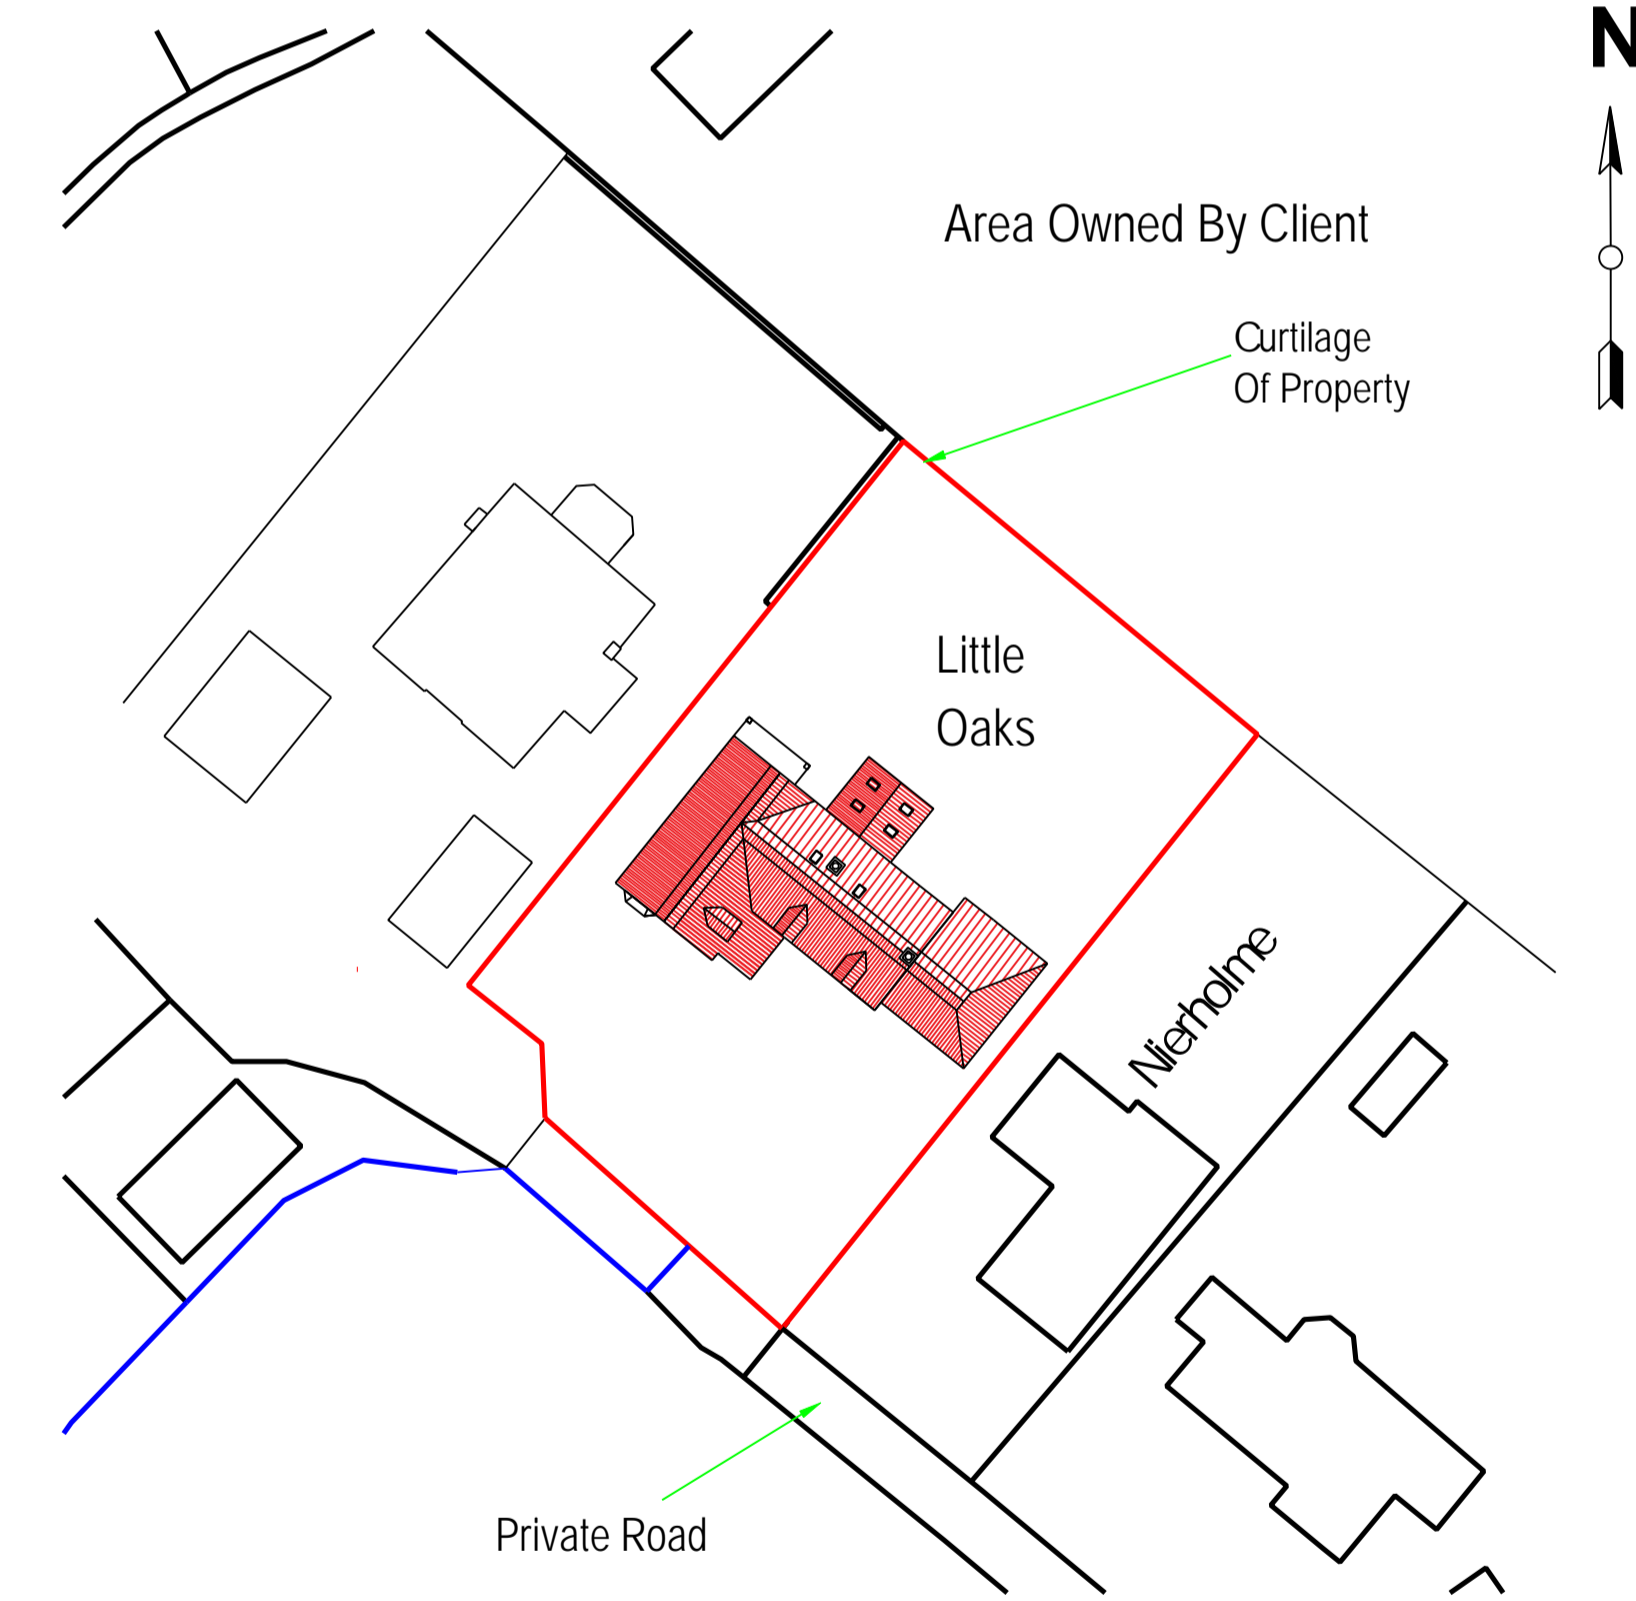 N
Area Owned By Client
Curtilage
Of Property
Little
Oaks
Nierholme
Private Road